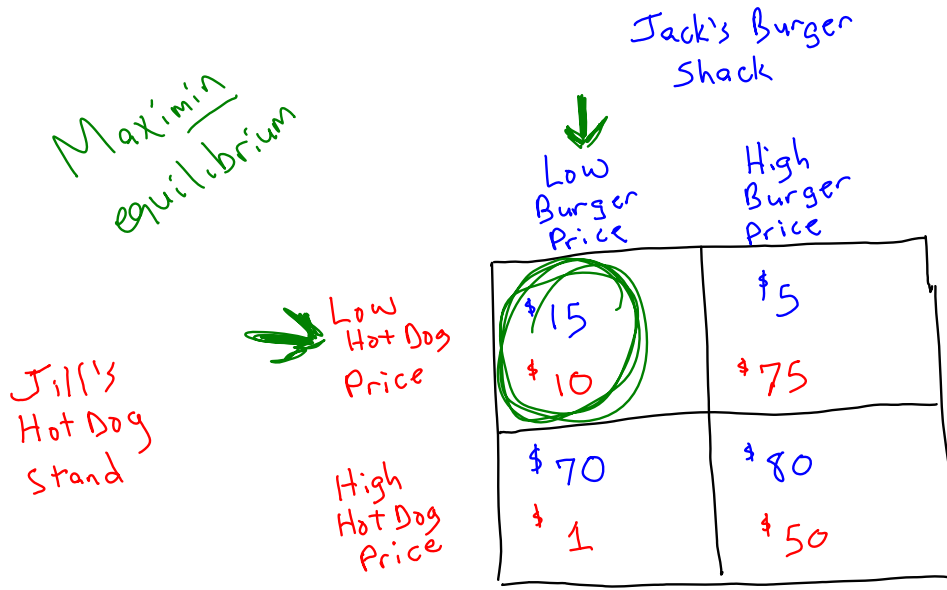 Jack's Burger
Shack
Maximin
equilibrium
Low
Burger
Price
High
Burger
Price
Jill's
Hot Dog
Stand
Low
Hot Dog
Price
$15
$5
$10
$75
High
Hot Dog
Price
$70
$80
$1
$50